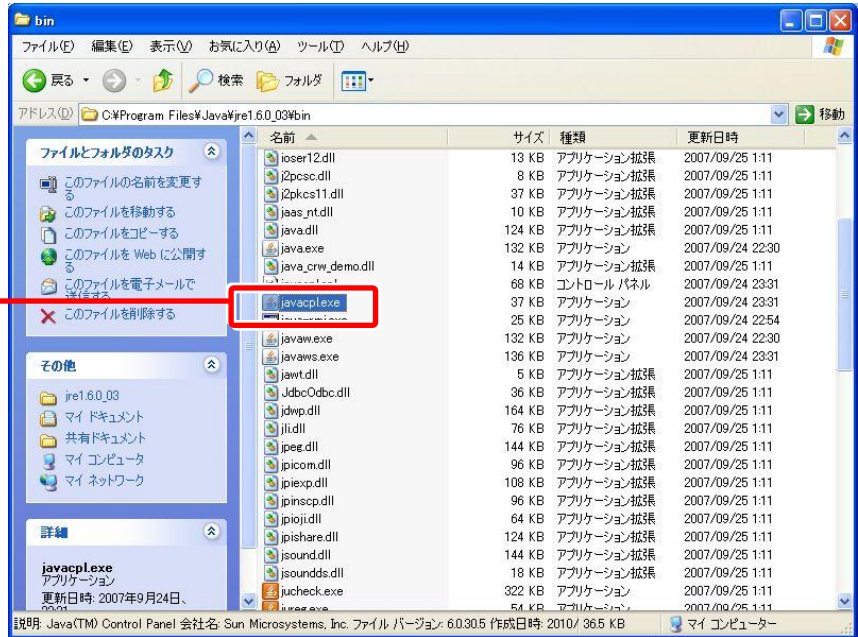 bin
ファイル(F) 編集(E) 表示(V) お気に入り(A) ツール(T) ヘルプ(H)
戻る 検索 フォルダ
アドレス(D) C:¥Program Files¥Java¥jre1.6.0_03¥bin 移動
ファイルとフォルダのタスク
このファイルの名前を変更す
る
このファイルを移動する
このファイルをコピーする
このファイルを Web に公開す
る
このファイルを電子メールで
送信する
このファイルを削除する
その他
jre1.6.0_03
マイ ドキュメント
共有ドキュメント
マイ コンピュータ
マイ ネットワーク
詳細
javacpl.exe
アプリケーション
更新日時: 2007年9月24日、
名前 サイズ 種類 更新日時
ioser12.dll 13 KB アプリケーション拡張 2007/09/25 1:11
j2pcsc.dll 8 KB アプリケーション拡張 2007/09/25 1:11
j2pkcs11.dll 37 KB アプリケーション拡張 2007/09/25 1:11
jaas_nt.dll 10 KB アプリケーション拡張 2007/09/25 1:11
java.dll 124 KB アプリケーション拡張 2007/09/25 1:11
java.exe 132 KB アプリケーション 2007/09/24 22:30
java_crw_demo.dll 14 KB アプリケーション拡張 2007/09/25 1:11
68 KB コントロール パネル 2007/09/24 23:31
javacpl.exe 37 KB アプリケーション 2007/09/24 23:31
25 KB アプリケーション 2007/09/24 22:54
javaw.exe 132 KB アプリケーション 2007/09/24 22:30
javaws.exe 136 KB アプリケーション 2007/09/24 23:31
jawt.dll 5 KB アプリケーション拡張 2007/09/25 1:11
JdbcOdbc.dll 36 KB アプリケーション拡張 2007/09/25 1:11
jdwp.dll 164 KB アプリケーション拡張 2007/09/25 1:11
jli.dll 76 KB アプリケーション拡張 2007/09/25 1:11
jpeg.dll 144 KB アプリケーション拡張 2007/09/25 1:11
jpicom.dll 96 KB アプリケーション拡張 2007/09/25 1:11
jpiexp.dll 108 KB アプリケーション拡張 2007/09/25 1:11
jpinscp.dll 96 KB アプリケーション拡張 2007/09/25 1:11
jpioji.dll 64 KB アプリケーション拡張 2007/09/25 1:11
jpishare.dll 124 KB アプリケーション拡張 2007/09/25 1:11
jsound.dll 144 KB アプリケーション拡張 2007/09/25 1:11
jsoundds.dll 18 KB アプリケーション拡張 2007/09/25 1:11
jucheck.exe 322 KB アプリケーション 2007/09/25 1:11
jureg.exe 54 KB アプリケーション 2007/09/25 1:11
説明: Java(TM) Control Panel 会社名: Sun Microsystems, Inc. ファイル バージョン: 6.0.30.5 作成日時: 2010/ 36.5 KB マイ コンピューター